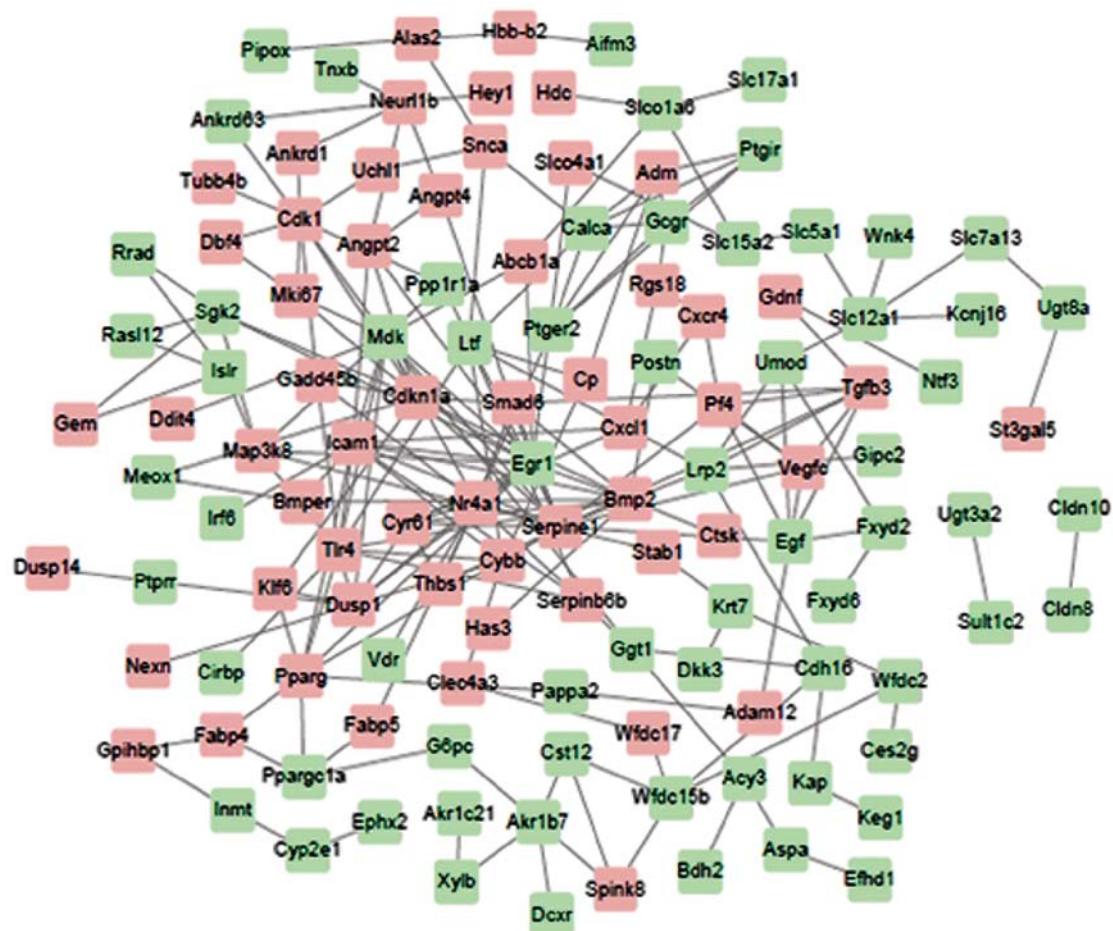 Hbb-b2
Alas2
Pipox
Aifm3
Tnxb
Slc17a1
Hey1
Hdc
Neurl1b
Slco1a6
Ankrd63
Ankrd1
Snca
Slco4a1
Ptgir
Adm
Uchl1
Tubb4b
Angpt4
Cdk1
Calca
Gcgr
Slc5a1
Wnk4
Slc7a13
Dbf4
Angpt2
Slc15a2
Rrad
Abcb1a
Ppp1r1a
Rgs18
Mki67
Gdnf
Sgk2
Cxcr4
Slc12a1
Kcnj16
Ugt8a
Rasl12
Mdk
Ltf
Ptger2
Islr
Postn
Umod
Gadd45b
Cp
Tgfb3
Ntf3
Cdkn1a
Smad6
Pf4
Gem
Ddit4
Icam1
Cxcl1
St3gal5
Map3k8
Egr1
Lrp2
Vegfc
Gipc2
Meox1
Bmper
Nr4a1
Bmp2
Irf6
Cyr61
Serpine1
Ctsk
Egf
Fxyd2
Ugt3a2
Cldn10
Tlr4
Stab1
Dusp14
Ptprr
Klf6
Thbs1
Cybb
Dusp1
Serpinb6b
Krt7
Fxyd6
Sult1c2
Cldn8
Has3
Nexn
Cirbp
Vdr
Ggt1
Pparg
Clec4a3
Pappa2
Dkk3
Cdh16
Wfdc2
Adam12
Fabp4
Fabp5
Wfdc17
Gpihbp1
G6pc
Cst12
Ces2g
Ppargc1a
Wfdc15b
Acy3
Kap
Inmt
Ephx2
Akr1c21
Akr1b7
Keg1
Cyp2e1
Aspa
Xylb
Bdh2
Efhd1
Spink8
Dcxr